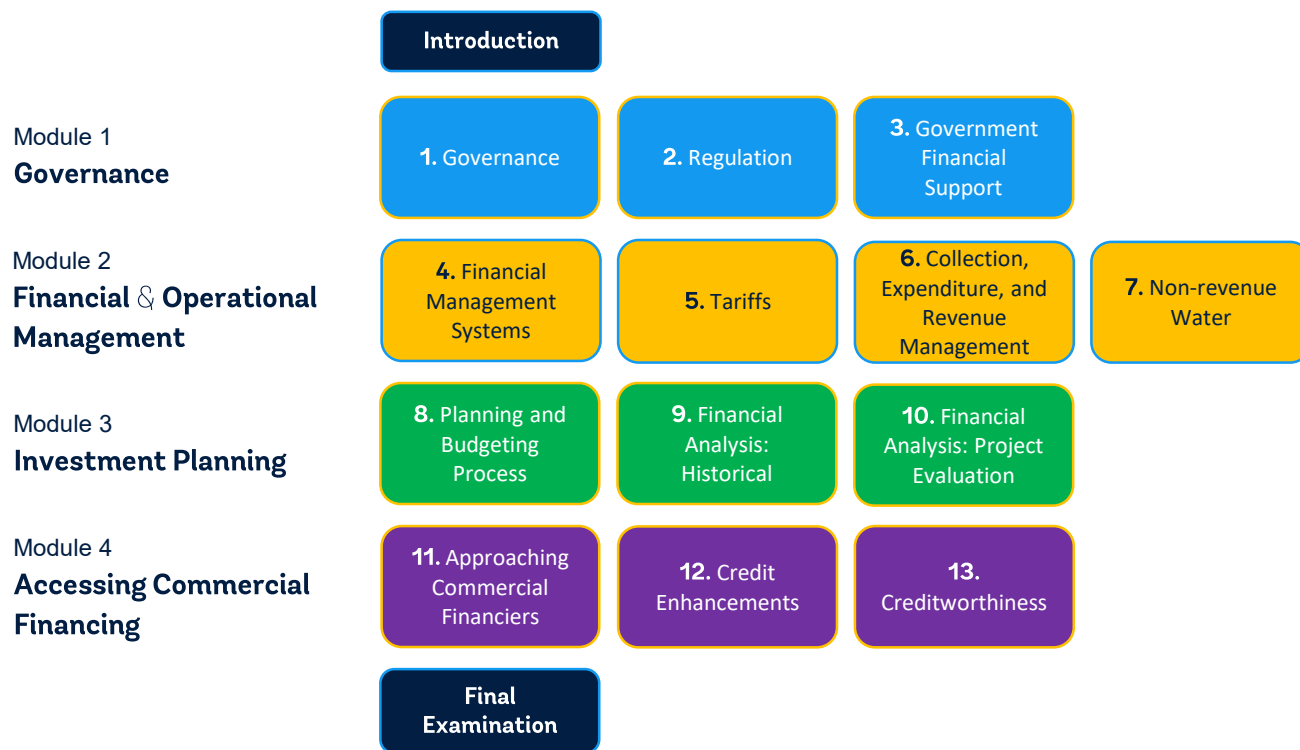 Introduction
Module 1
Governance
1. Governance
2. Regulation
3. Government
Financial
Support
Module 2
Financial & Operational
Management
4. Financial
Management
Systems
5. Tariffs
6. Collection,
Expenditure, and
Revenue
Management
7. Non-revenue
Water
Module 3
Investment Planning
8. Planning and
Budgeting
Process
9. Financial
Analysis:
Historical
10. Financial
Analysis: Project
Evaluation
Module 4
Accessing Commercial
Financing
11. Approaching
Commercial
Financiers
12. Credit
Enhancements
13.
Creditworthiness
Final
Examination